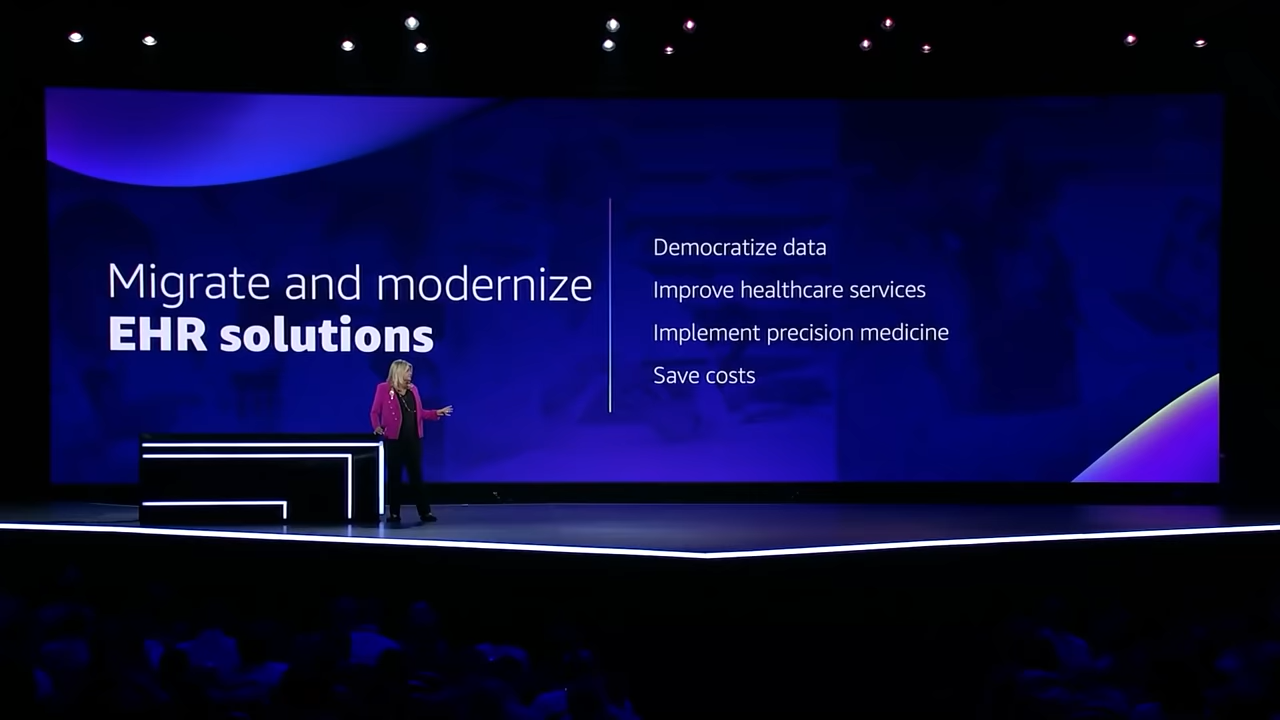 Migrate and modernize
EHR solutions
Democratize data
Improve healthcare services
Implement precision medicine
Save costs